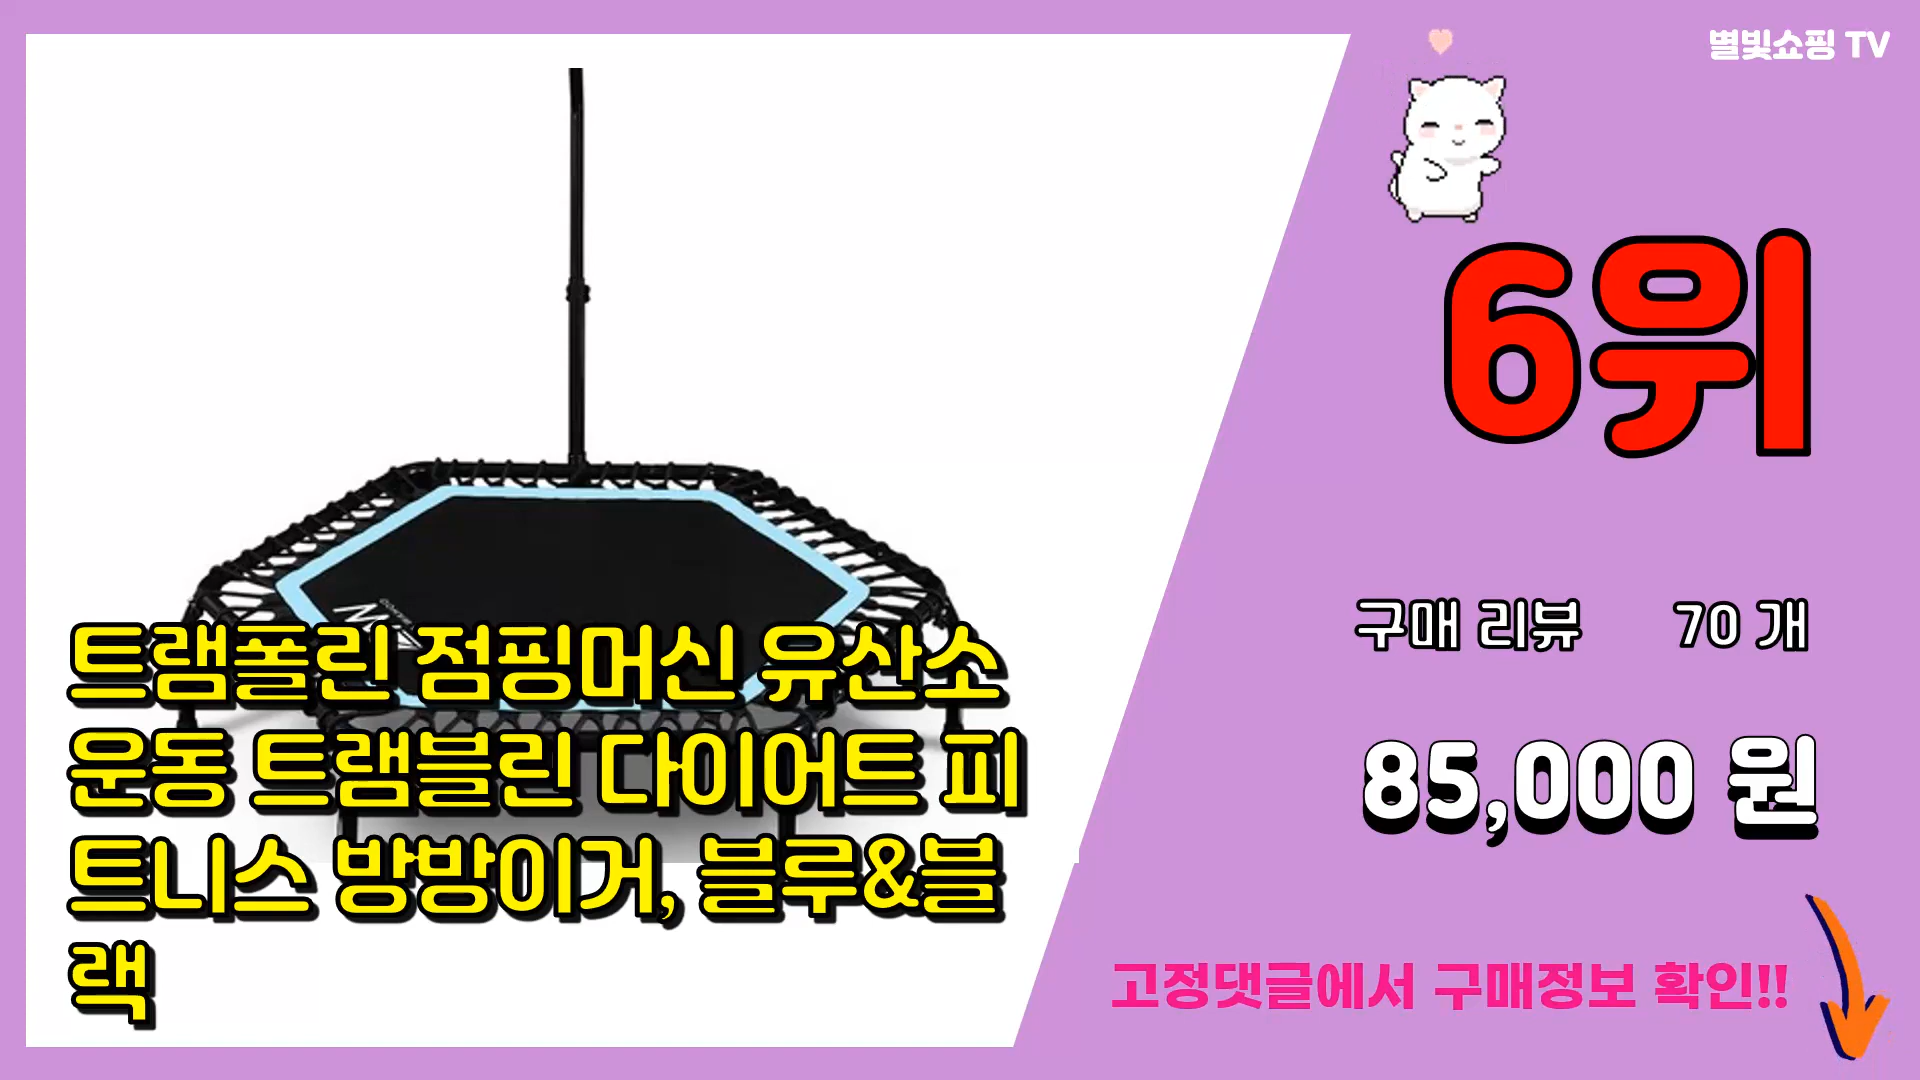 별빛쇼핑 TV
6위
구매 리뷰 70 개
85,000 원
트램폴린 점핑머신 유산소
운동 트램블린 다이어트 피
트니스 방방이거, 블루&블
랙
고정댓글에서 구매정보 확인!!